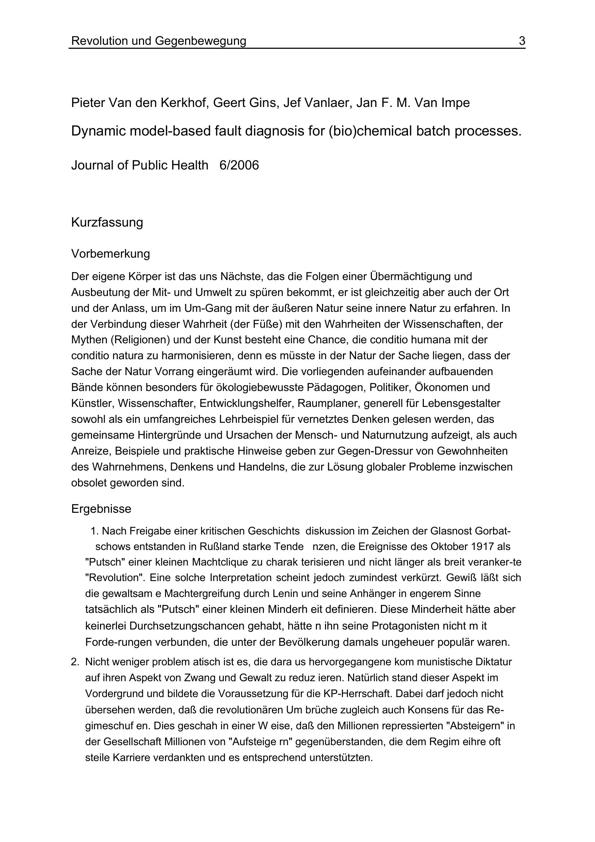 Revolution und Gegenbewegung 3
Pieter Van den Kerkhof, Geert Gins, Jef Vanlaer, Jan F. M. Van Impe
Dynamic model-based fault diagnosis for (bio)chemical batch processes.
Journal of Public Health 6/2006
Kurzfassung
Vorbemerkung
Der eigene Körper ist das uns Nächste, das die Folgen einer Übermächtigung und
Ausbeutung der Mit- und Umwelt zu spüren bekommt, er ist gleichzeitig aber auch der Ort
und der Anlass, um im Um-Gang mit der äußeren Natur seine innere Natur zu erfahren. In
der Verbindung dieser Wahrheit (der Füße) mit den Wahrheiten der Wissenschaften, der
Mythen (Religionen) und der Kunst besteht eine Chance, die conditio humana mit der
conditio natura zu harmonisieren, denn es müsste in der Natur der Sache liegen, dass der
Sache der Natur Vorrang eingeräumt wird. Die vorliegenden aufeinander aufbauenden
Bände können besonders für ökologiebewusste Pädagogen, Politiker, Ökonomen und
Künstler, Wissenschafter, Entwicklungshelfer, Raumplaner, generell für Lebensgestalter
sowohl als ein umfangreiches Lehrbeispiel für vernetztes Denken gelesen werden, das
gemeinsame Hintergründe und Ursachen der Mensch- und Naturnutzung aufzeigt, als auch
Anreize, Beispiele und praktische Hinweise geben zur Gegen-Dressur von Gewohnheiten
des Wahrnehmens, Denkens und Handelns, die zur Lösung globaler Probleme inzwischen
obsolet geworden sind.
Ergebnisse
1. Nach Freigabe einer kritischen Geschichts diskussion im Zeichen der Glasnost Gorbat-
schows entstanden in Rußland starke Tende nzen, die Ereignisse des Oktober 1917 als
"Putsch" einer kleinen Machtclique zu charak terisieren und nicht länger als breit veranker-te
"Revolution". Eine solche Interpretation scheint jedoch zumindest verkürzt. Gewiß läßt sich
die gewaltsam e Machtergreifung durch Lenin und seine Anhänger in engerem Sinne
tatsächlich als "Putsch" einer kleinen Minderh eit definieren. Diese Minderheit hätte aber
keinerlei Durchsetzungschancen gehabt, hätte n ihn seine Protagonisten nicht m it
Forde-rungen verbunden, die unter der Bevölkerung damals ungeheuer populär waren.
2. Nicht weniger problem atisch ist es, die dara us hervorgegangene kom munistische Diktatur
auf ihren Aspekt von Zwang und Gewalt zu reduz ieren. Natürlich stand dieser Aspekt im
Vordergrund und bildete die Voraussetzung für die KP-Herrschaft. Dabei darf jedoch nicht
übersehen werden, daß die revolutionären Um brüche zugleich auch Konsens für das Re-
gimeschuf en. Dies geschah in einer W eise, daß den Millionen repressierten "Absteigern" in
der Gesellschaft Millionen von "Aufsteige rn" gegenüberstanden, die dem Regim eihre oft
steile Karriere verdankten und es entsprechend unterstützten.